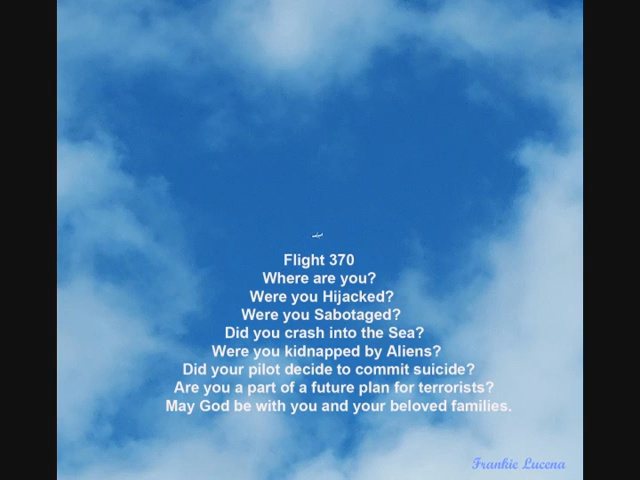 Flight 370
Where are you?
Were you Hijacked?
Were you Sabotaged?
Did you crash into the Sea?
Were you kidnapped by Aliens?
Did your pilot decide to commit suicide?
Are you a part of a future plan for terrorists?
May God be with you and your beloved families.
Frankie Lucena